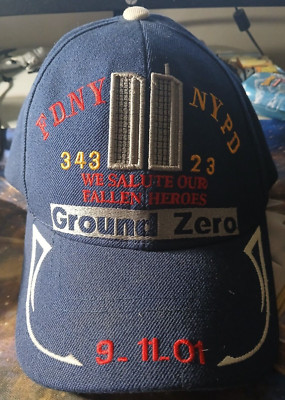 FDNY NYPD
343 23
WE SALUTE OUR
FALLEN HEROES
Ground Zero
9-11-01